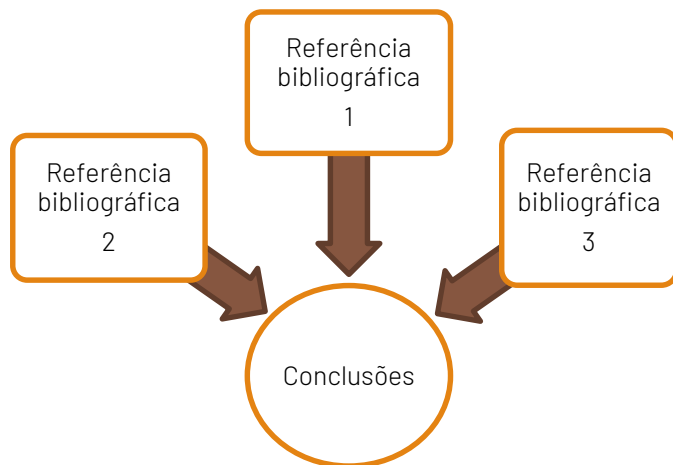 Referência
bibliográfica
1
Referência
bibliográfica
2
Referência
bibliográfica
3
Conclusões